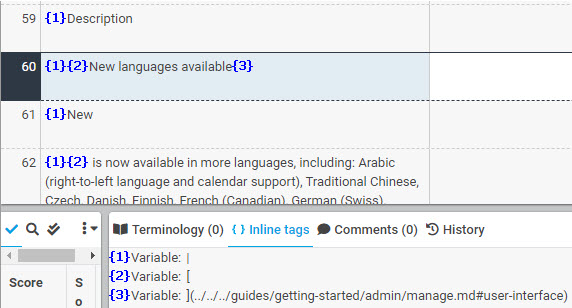 59 {1}Description
60 {1}{2}New languages available{3}
61 {1}New
62 {1}{2} is now available in more languages, including: Arabic
(right-to-left language and calendar support), Traditional Chinese,
Czech, Danish, Finnish, French (Canadian), German (Swiss),
Terminology (0) { } Inline tags Comments (0) History
{1}Variable: |
{2}Variable: [
{3}Variable: ](../../../guides/getting-started/admin/manage.md#user-interface)
Score S
o